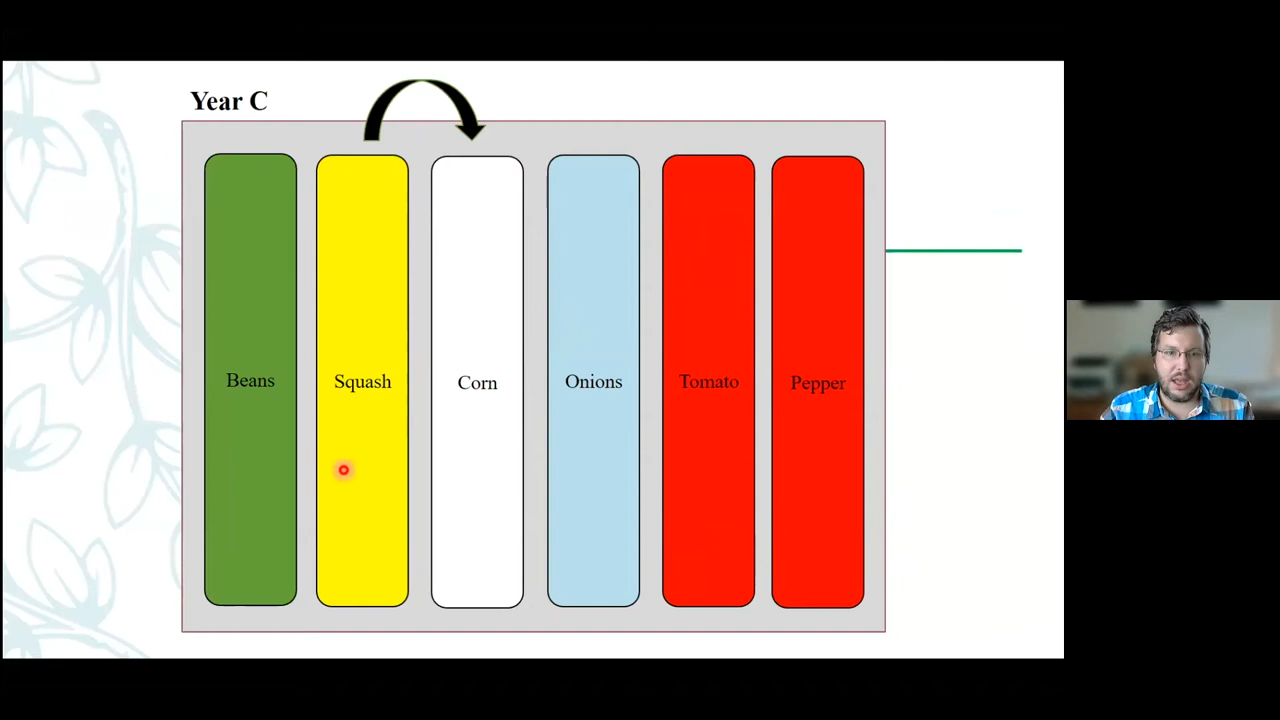 Year C
Beans
Squash
Corn
Onions
Tomato
Pepper